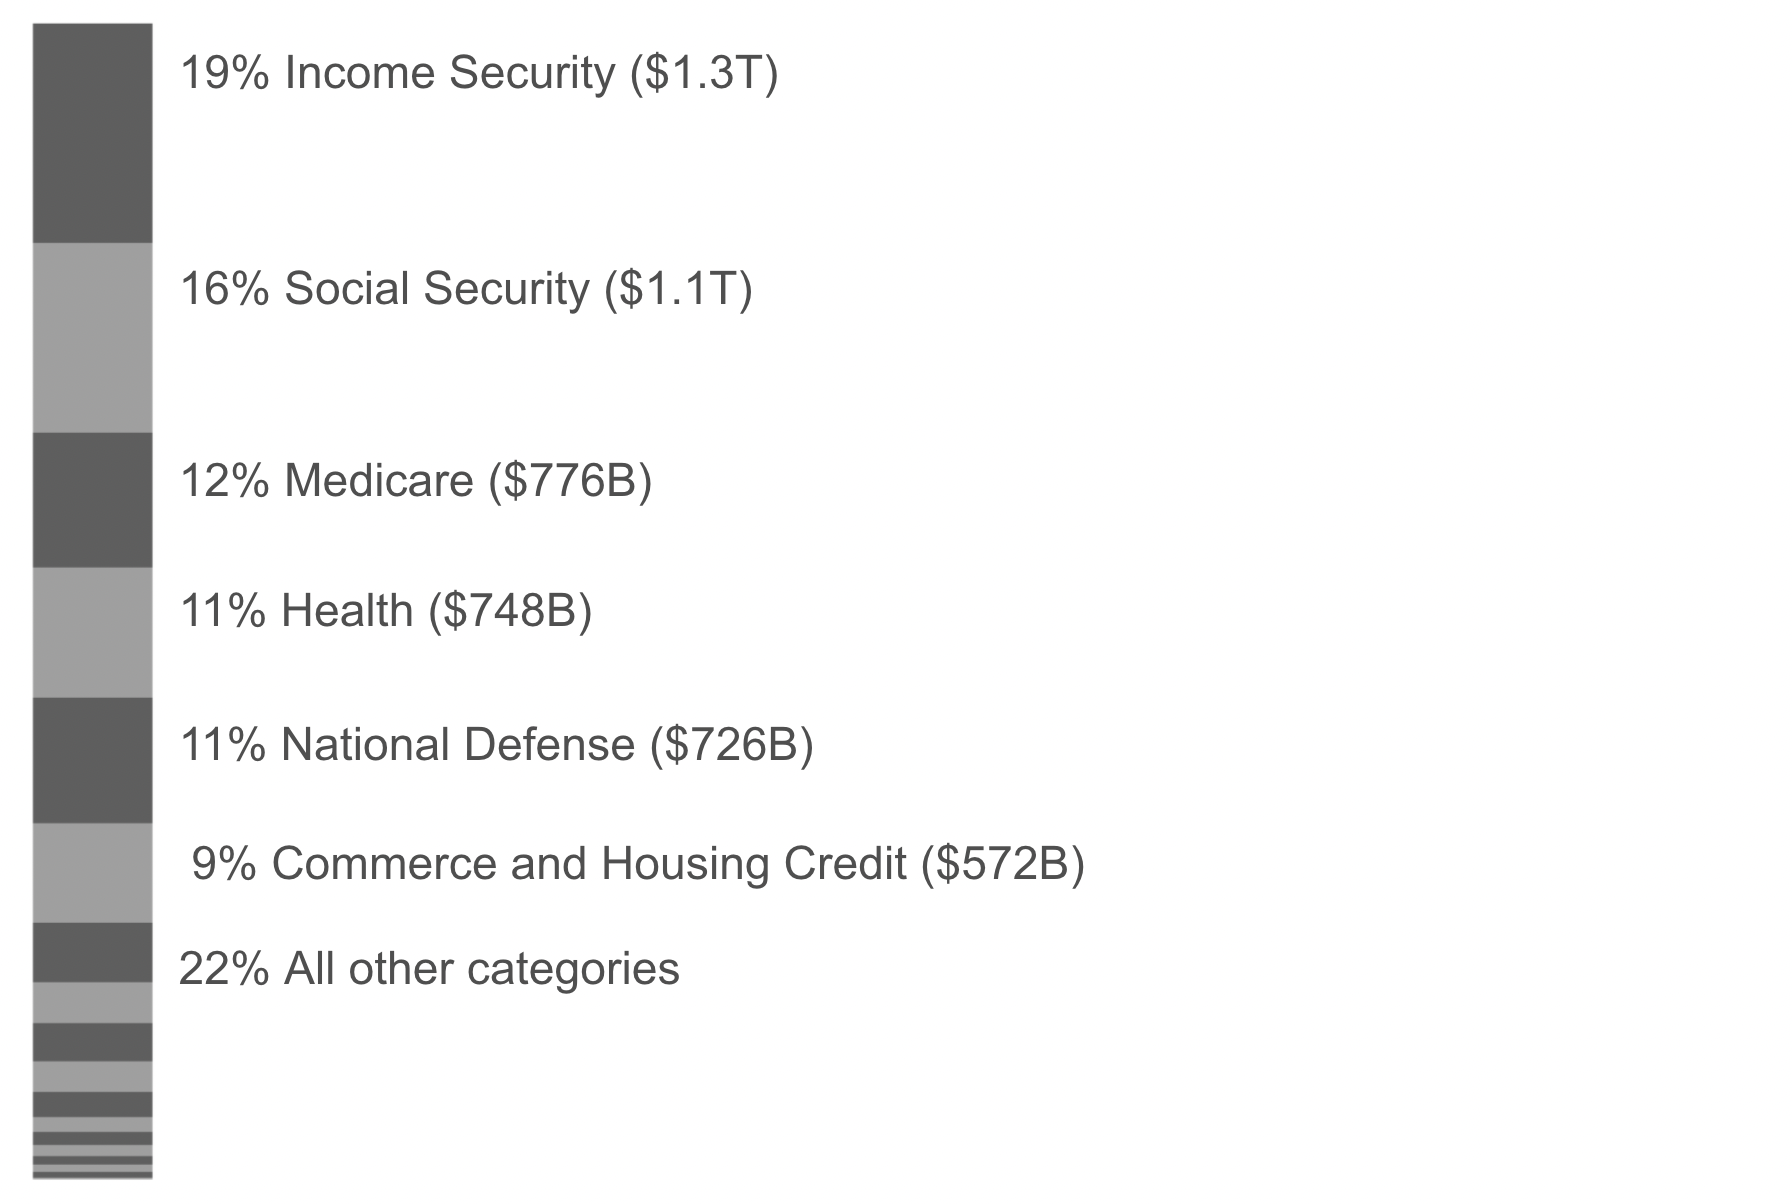 19% Income Security ($1.3T)
16% Social Security ($1.1T)
12% Medicare ($776B)
11% Health ($748B)
11% National Defense ($726B)
9% Commerce and Housing Credit ($572B)
22% All other categories